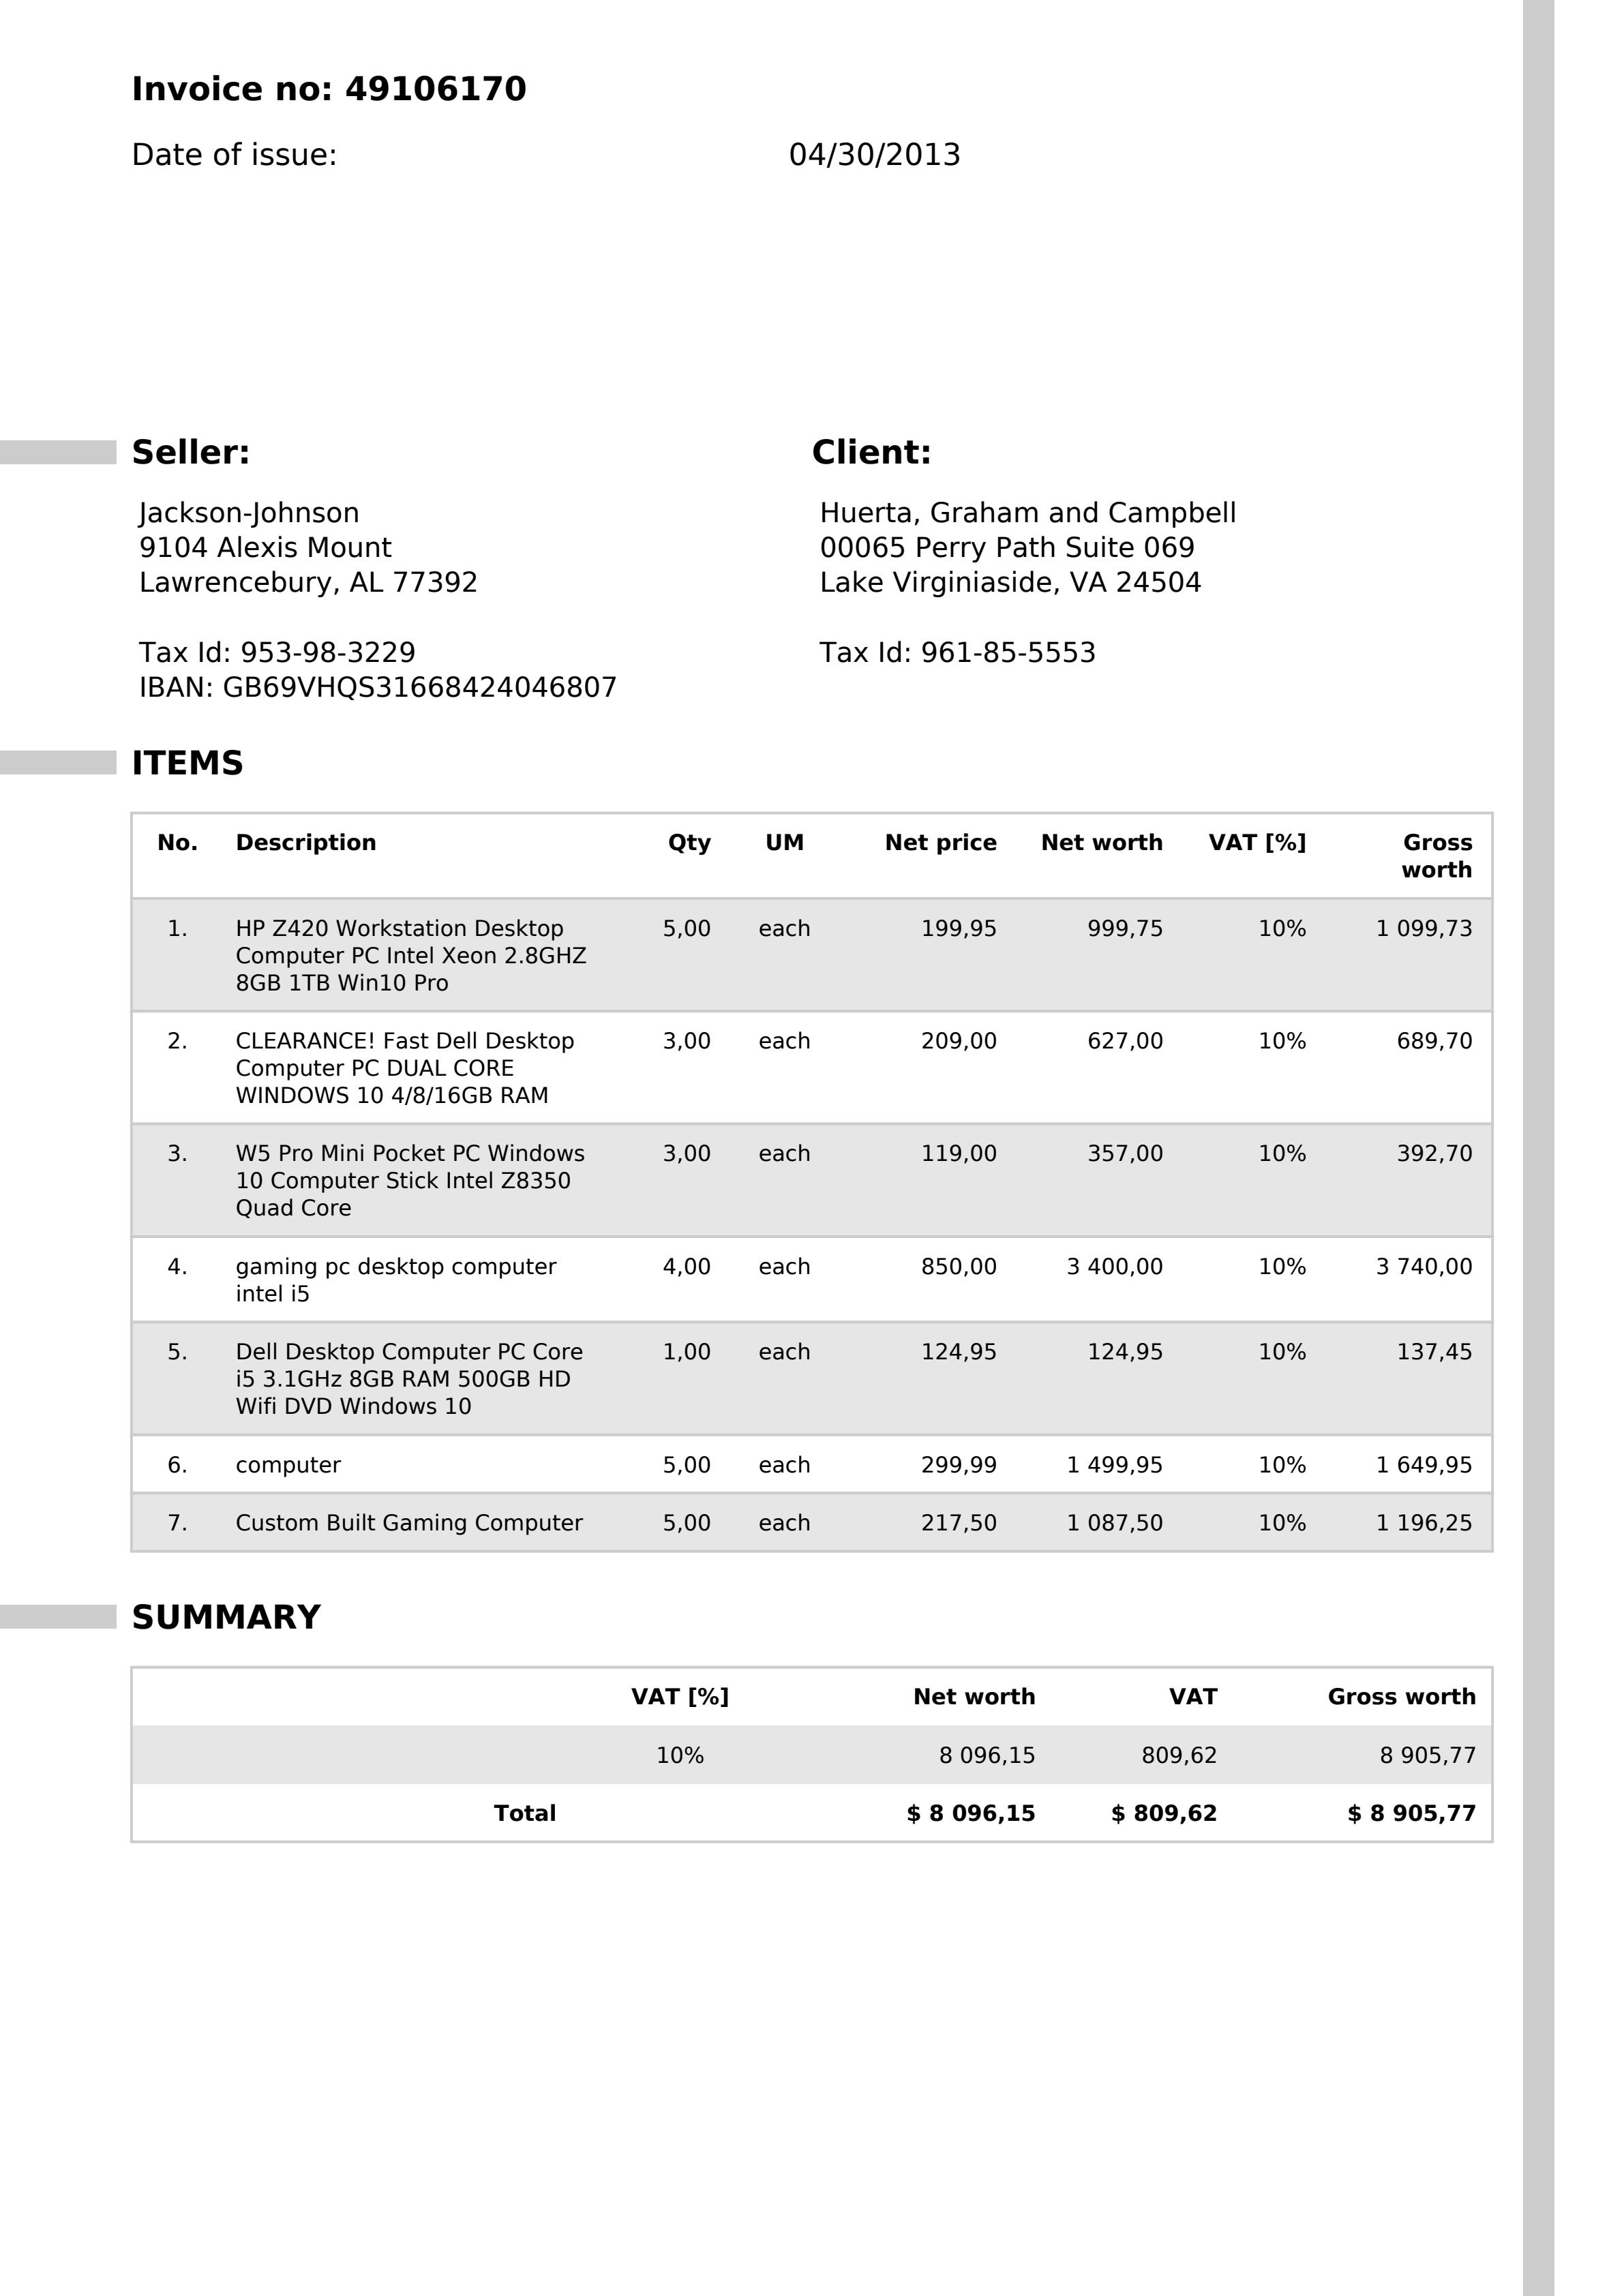 Invoice no: 49106170
Date of issue: 04/30/2013
Seller:
Jackson-Johnson
9104 Alexis Mount
Lawrencebury, AL 77392
Tax Id: 953-98-3229
IBAN: GB69VHQS31668424046807
Client:
Huerta, Graham and Campbell
00065 Perry Path Suite 069
Lake Virginiaside, VA 24504
Tax Id: 961-85-5553
ITEMS
No. Description Qty UM Net price Net worth VAT [%] Gross
worth
1. HP Z420 Workstation Desktop 5,00 each 199,95 999,75 10% 1 099,73
Computer PC Intel Xeon 2.8GHZ
8GB 1TB Win10 Pro
2. CLEARANCE! Fast Dell Desktop 3,00 each 209,00 627,00 10% 689,70
Computer PC DUAL CORE
WINDOWS 10 4/8/16GB RAM
3. W5 Pro Mini Pocket PC Windows 3,00 each 119,00 357,00 10% 392,70
10 Computer Stick Intel Z8350
Quad Core
4. gaming pc desktop computer 4,00 each 850,00 3 400,00 10% 3 740,00
intel i5
5. Dell Desktop Computer PC Core 1,00 each 124,95 124,95 10% 137,45
i5 3.1GHz 8GB RAM 500GB HD
Wifi DVD Windows 10
6. computer 5,00 each 299,99 1 499,95 10% 1 649,95
7. Custom Built Gaming Computer 5,00 each 217,50 1 087,50 10% 1 196,25
SUMMARY
VAT [%] Net worth VAT Gross worth
10% 8 096,15 809,62 8 905,77
Total $ 8 096,15 $ 809,62 $ 8 905,77